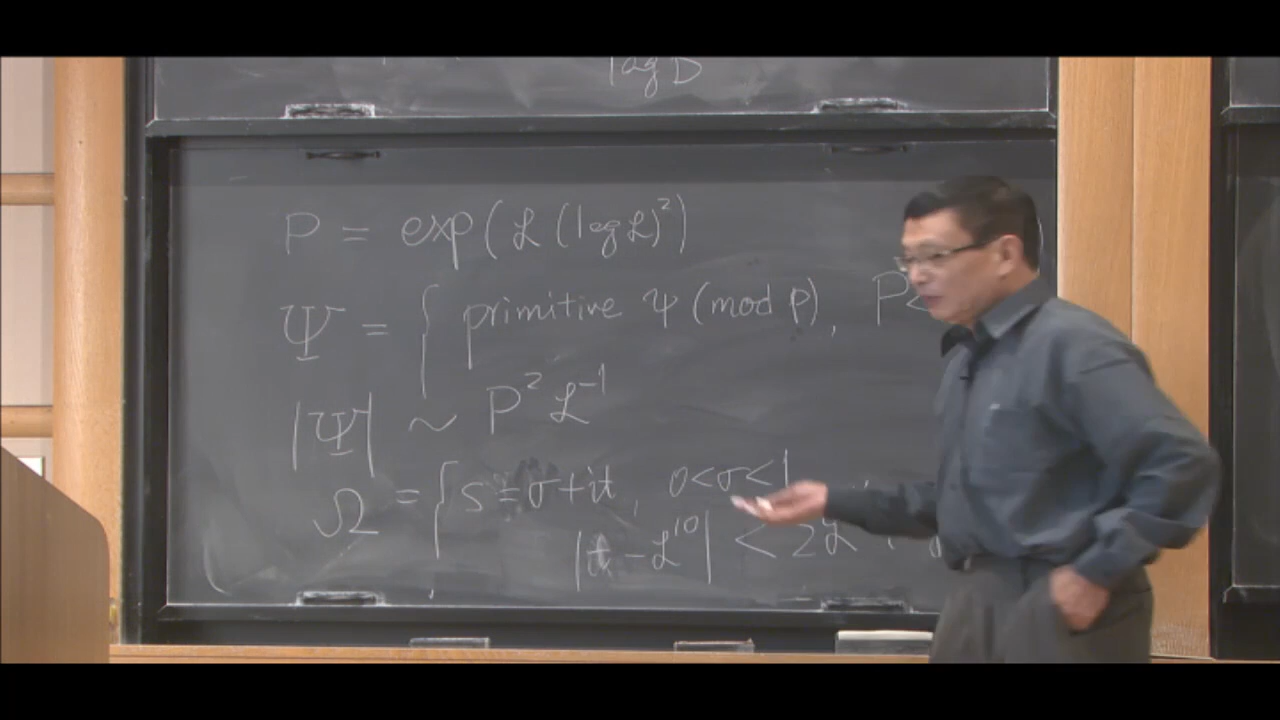 log D
P = exp(ℒ (log ℒ)²)
Ψ = { primitive ψ (mod p), P <
|Ψ| ~ P² ℒ⁻¹
Ω = { s = σ + it, 0 < σ < 1
|t - ℒ¹⁰| < 2ℒ